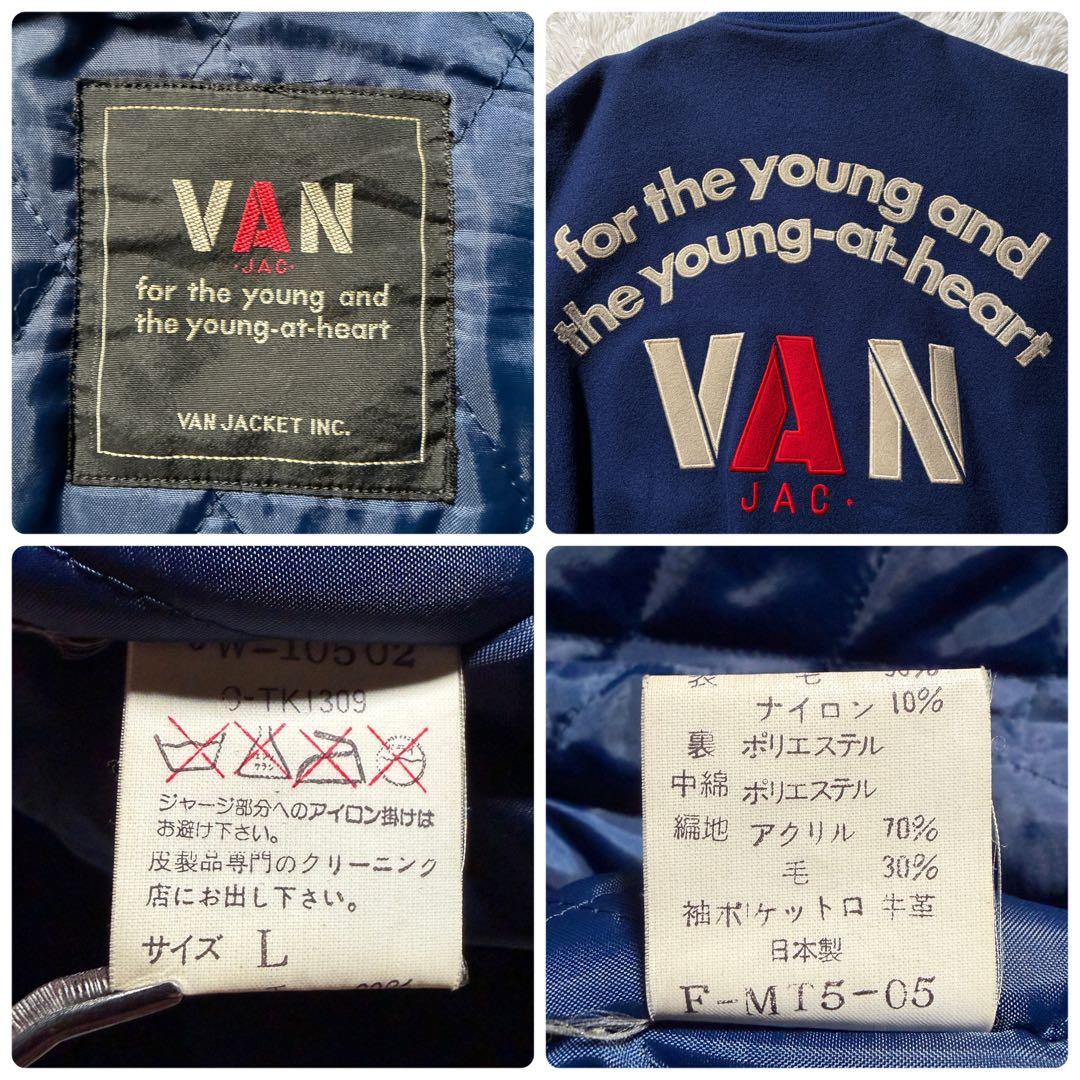 VAN
·JAC·
for the young and
the young-at-heart
VAN JACKET INC.
for the young and
the young-at-heart
VAN
JAC·
W-10502
-TK1309
ジャージ部分へのアイロン掛けは
お避け下さい。
皮製品専門のクリーニング
店にお出し下さい。
サイズ L
表 毛 90%
ナイロン 10%
裏 ポリエステル
中綿 ポリエステル
編地 アクリル 70%
毛 30%
袖ポケット口 牛革
日本製
F-MT5-05